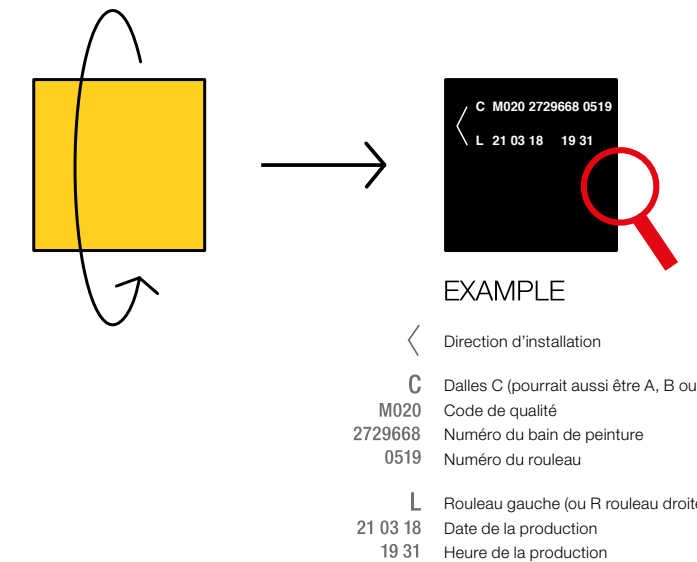 C M020 2729668 0519
L 21 03 18 19 31
EXAMPLE
Direction d’installation
C Dalles C (pourrait aussi être A, B ou
M020 Code de qualité
2729668 Numéro du bain de peinture
0519 Numéro du rouleau
L Rouleau gauche (ou R rouleau droite
21 03 18 Date de la production
19 31 Heure de la production